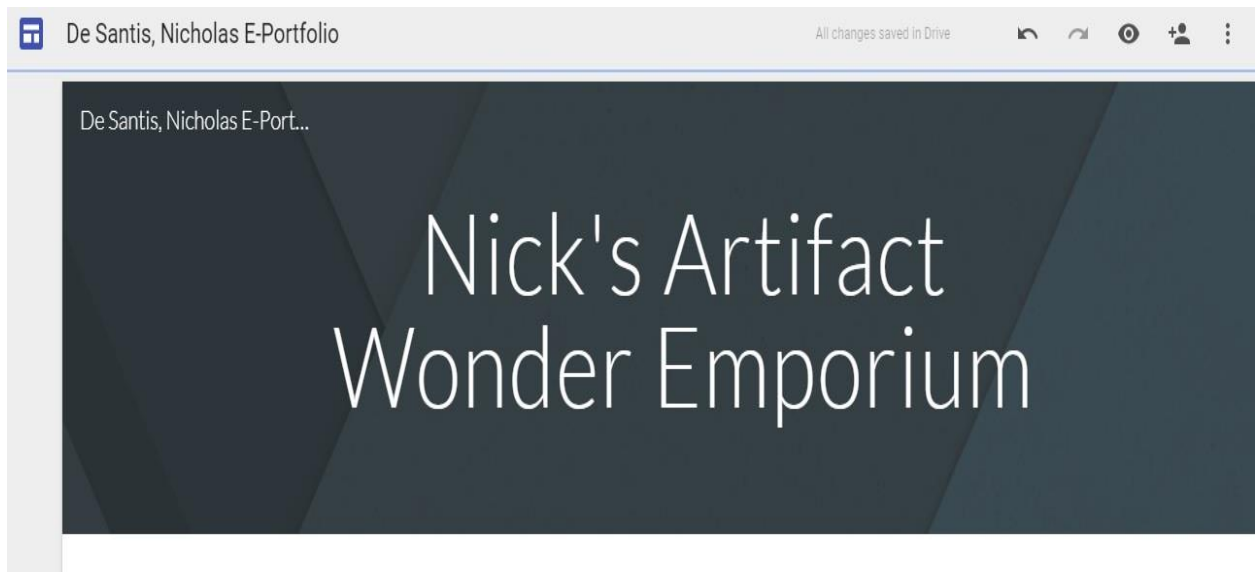 De Santis, Nicholas E-Portfolio
All changes saved in Drive
De Santis, Nicholas E-Port...
Nick's Artifact
Wonder Emporium